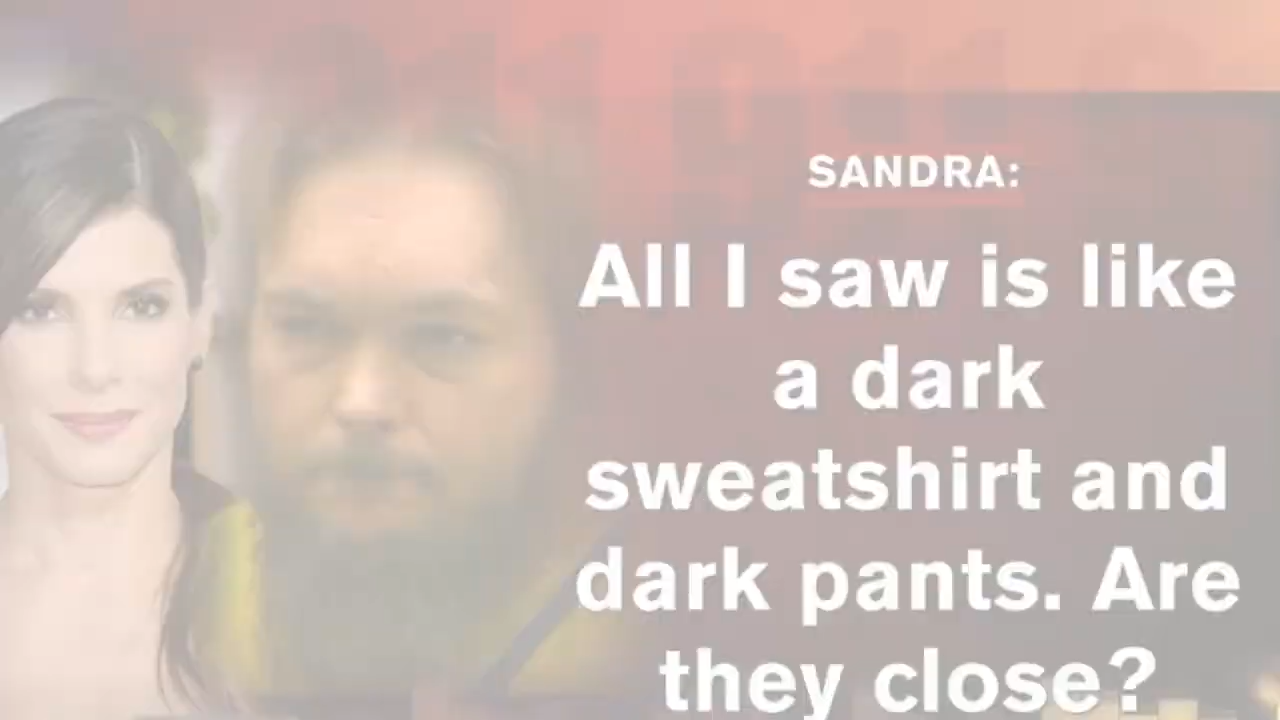 SANDRA:
All I saw is like
a dark
sweatshirt and
dark pants. Are
they close?